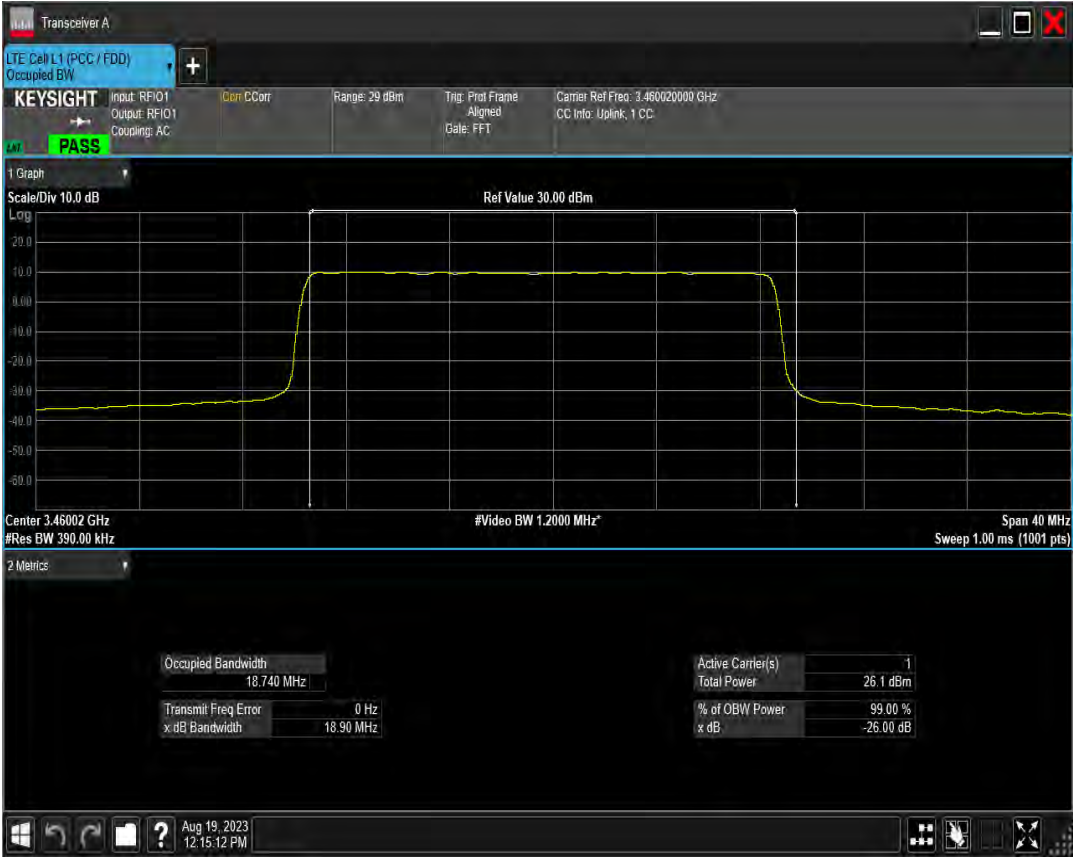 Transceiver A
LTE Cell L1 (PCC / FDD)
Occupied BW
+
KEYSIGHT
Input: RFIO1
Output: RFIO1
Coupling: AC
Corr CCorr
Range: 29 dBm
Trig: Prot Frame
Aligned
Gate: FFT
Carrier Ref Freq: 3.460020000 GHz
CC Info: Uplink, 1 CC
PASS
1 Graph
Scale/Div 10.0 dB
Ref Value 30.00 dBm
Log
20.0
10.0
0.00
-10.0
-20.0
-30.0
-40.0
-50.0
-60.0
Center 3.46002 GHz
#Video BW 1.2000 MHz*
Span 40 MHz
#Res BW 390.00 kHz
Sweep 1.00 ms (1001 pts)
2 Metrics
Occupied Bandwidth
18.740 MHz
Transmit Freq Error 0 Hz
x dB Bandwidth 18.90 MHz
Active Carrier(s) 1
Total Power 26.1 dBm
% of OBW Power 99.00 %
x dB -26.00 dB
?
Aug 19, 2023
12:15:12 PM